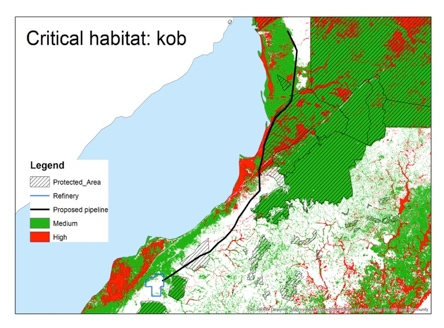 Critical habitat: kob
Legend
Protected_Area
Refinery
Proposed pipeline
Medium
High